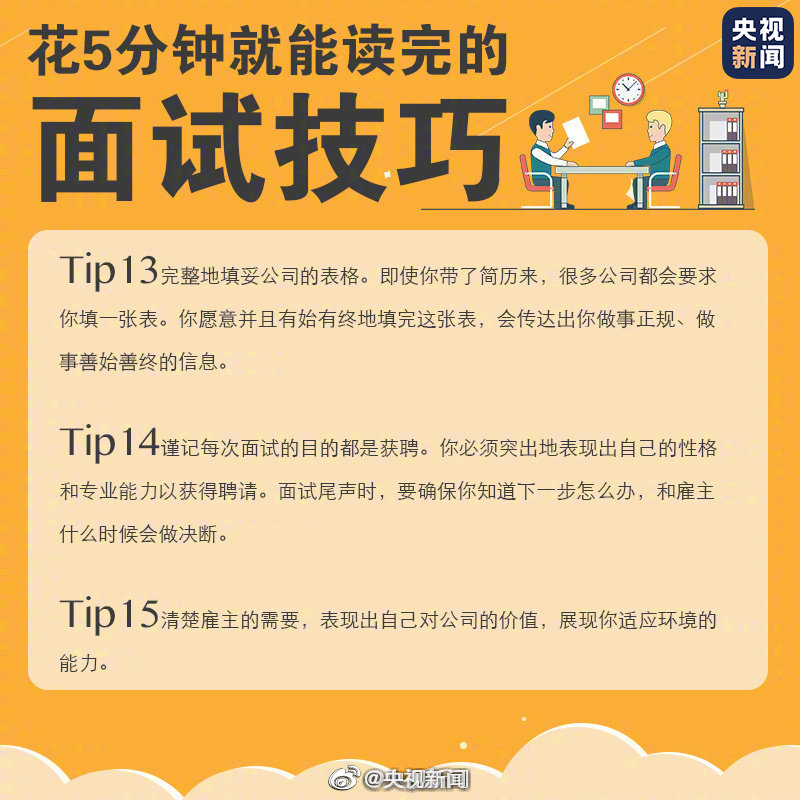 花5分钟就能读完的
面试技巧
央视
新闻
Tip13完整地填妥公司的表格。即使你带了简历来，很多公司都会要求
你填一张表。你愿意并且有始有终地填完这张表，会传达出你做事正规、做
事善始善终的信息。
Tip14谨记每次面试的目的都是获聘。你必须突出地表现出自己的性格
和专业能力以获得聘请。面试尾声时，要确保你知道下一步怎么办，和雇主
什么时候会做决断。
Tip15清楚雇主的需要，表现出自己对公司的价值，展现你适应环境的
能力。
@央视新闻